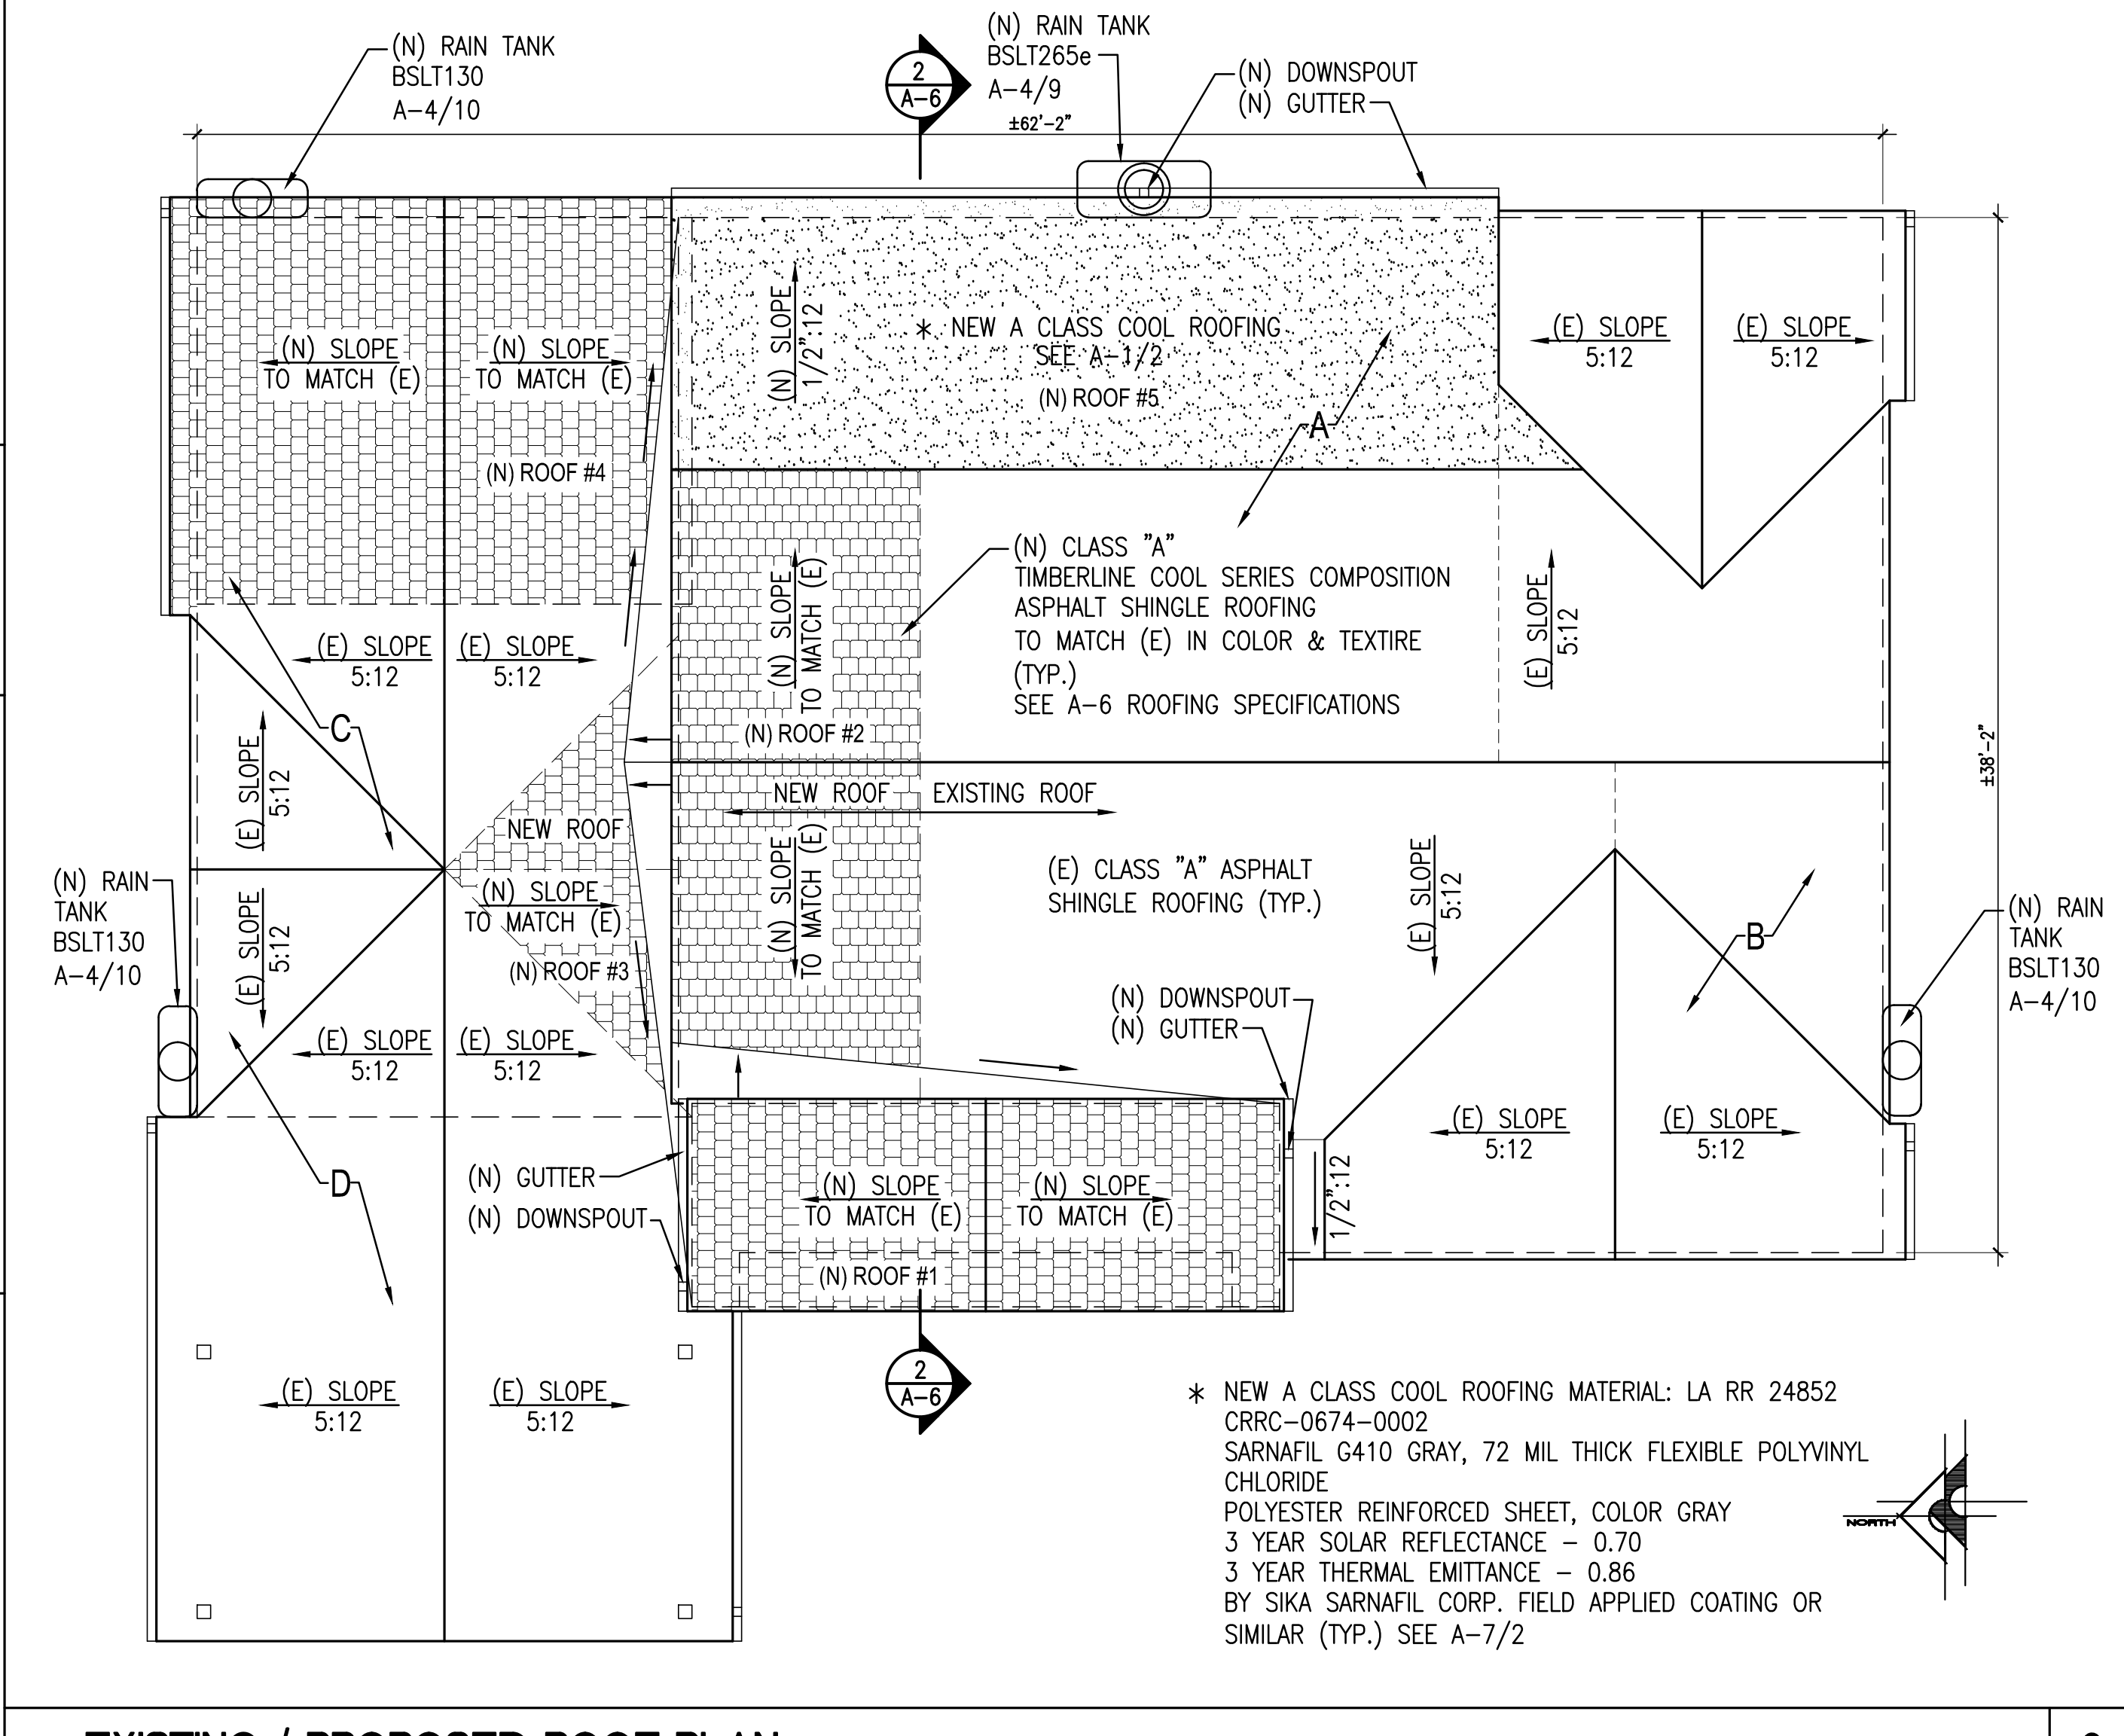 (N) RAIN TANK
BSLT130
A-4/10
2
A-6
(N) RAIN TANK
BSLT265e
A-4/9
±62'-2"
(N) DOWNSPOUT
(N) GUTTER
(N) SLOPE
TO MATCH (E)
(N) SLOPE
TO MATCH (E)
(N) ROOF #4
(N) SLOPE
1/2":12
* NEW A CLASS COOL ROOFING
SEE A-1/2
(N) ROOF #5
A
(E) SLOPE
5:12
(E) SLOPE
5:12
(N) CLASS "A"
TIMBERLINE COOL SERIES COMPOSITION
ASPHALT SHINGLE ROOFING
TO MATCH (E) IN COLOR & TEXTIRE
(TYP.)
SEE A-6 ROOFING SPECIFICATIONS
(N) SLOPE
TO MATCH (E)
(N) ROOF #2
(E) SLOPE
5:12
(E) SLOPE
5:12
(E) SLOPE
5:12
C
(E) SLOPE
5:12
±38'-2"
NEW ROOF
EXISTING ROOF
NEW ROOF
(N) SLOPE
TO MATCH (E)
(N) ROOF #3
(N) SLOPE
TO MATCH (E)
(E) CLASS "A" ASPHALT
SHINGLE ROOFING (TYP.)
(E) SLOPE
5:12
B
(N) RAIN
TANK
BSLT130
A-4/10
(E) SLOPE
5:12
(N) RAIN
TANK
BSLT130
A-4/10
(N) DOWNSPOUT
(N) GUTTER
(E) SLOPE
5:12
(E) SLOPE
5:12
(E) SLOPE
5:12
(E) SLOPE
5:12
D
(N) GUTTER
(N) DOWNSPOUT
(N) SLOPE
TO MATCH (E)
(N) SLOPE
TO MATCH (E)
1/2":12
(N) ROOF #1
(E) SLOPE
5:12
(E) SLOPE
5:12
2
A-6
* NEW A CLASS COOL ROOFING MATERIAL: LA RR 24852
CRRC-0674-0002
SARNAFIL G410 GRAY, 72 MIL THICK FLEXIBLE POLYVINYL
CHLORIDE
POLYESTER REINFORCED SHEET, COLOR GRAY
3 YEAR SOLAR REFLECTANCE - 0.70
3 YEAR THERMAL EMITTANCE - 0.86
BY SIKA SARNAFIL CORP. FIELD APPLIED COATING OR
SIMILAR (TYP.) SEE A-7/2
NORTH
EXISTING / PROPOSED ROOF PLAN